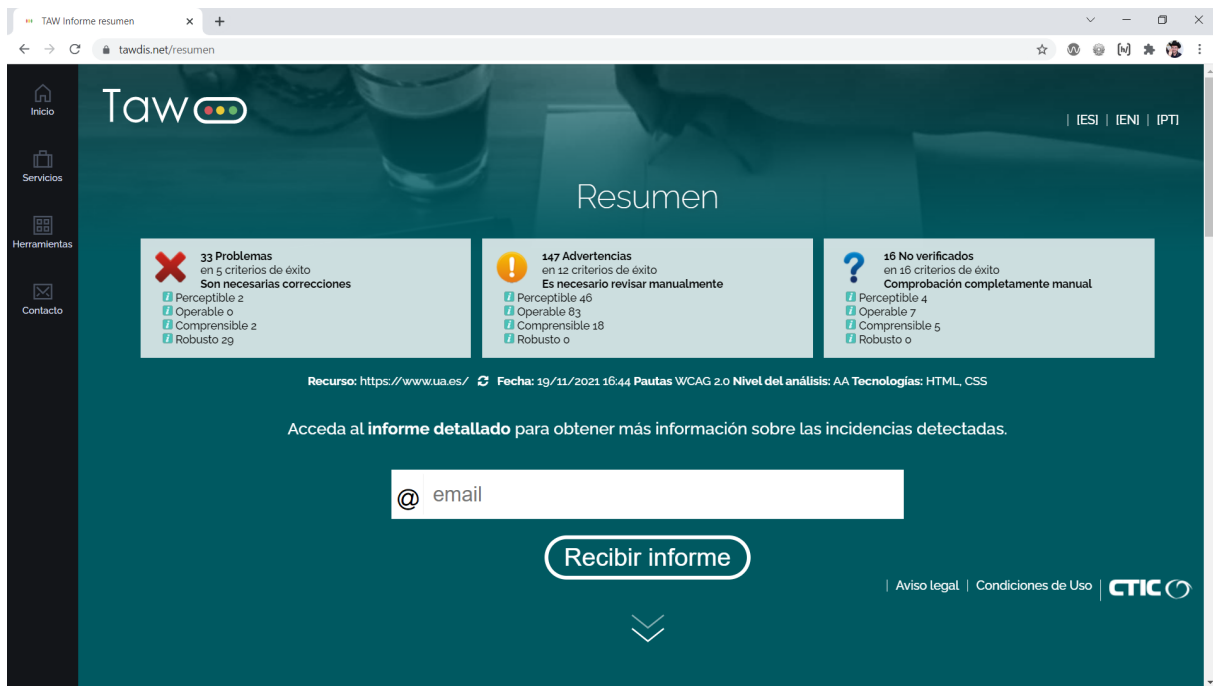 TAW Informe resumen
tawdis.net/resumen
Inicio
Servicios
Herramientas
Contacto
Taw
| [ES] | [EN] | [PT]
Resumen
33 Problemas
en 5 criterios de éxito
Son necesarias correcciones
Perceptible 2
Operable 0
Comprensible 2
Robusto 29
147 Advertencias
en 12 criterios de éxito
Es necesario revisar manualmente
Perceptible 46
Operable 83
Comprensible 18
Robusto 0
16 No verificados
en 16 criterios de éxito
Comprobación completamente manual
Perceptible 4
Operable 7
Comprensible 5
Robusto 0
Recurso: https://www.ua.es/ Fecha: 19/11/2021 16:44 Pautas WCAG 2.0 Nivel del análisis: AA Tecnologías: HTML, CSS
Acceda al informe detallado para obtener más información sobre las incidencias detectadas.
@ email
Recibir informe
| Aviso legal | Condiciones de Uso | CTIC